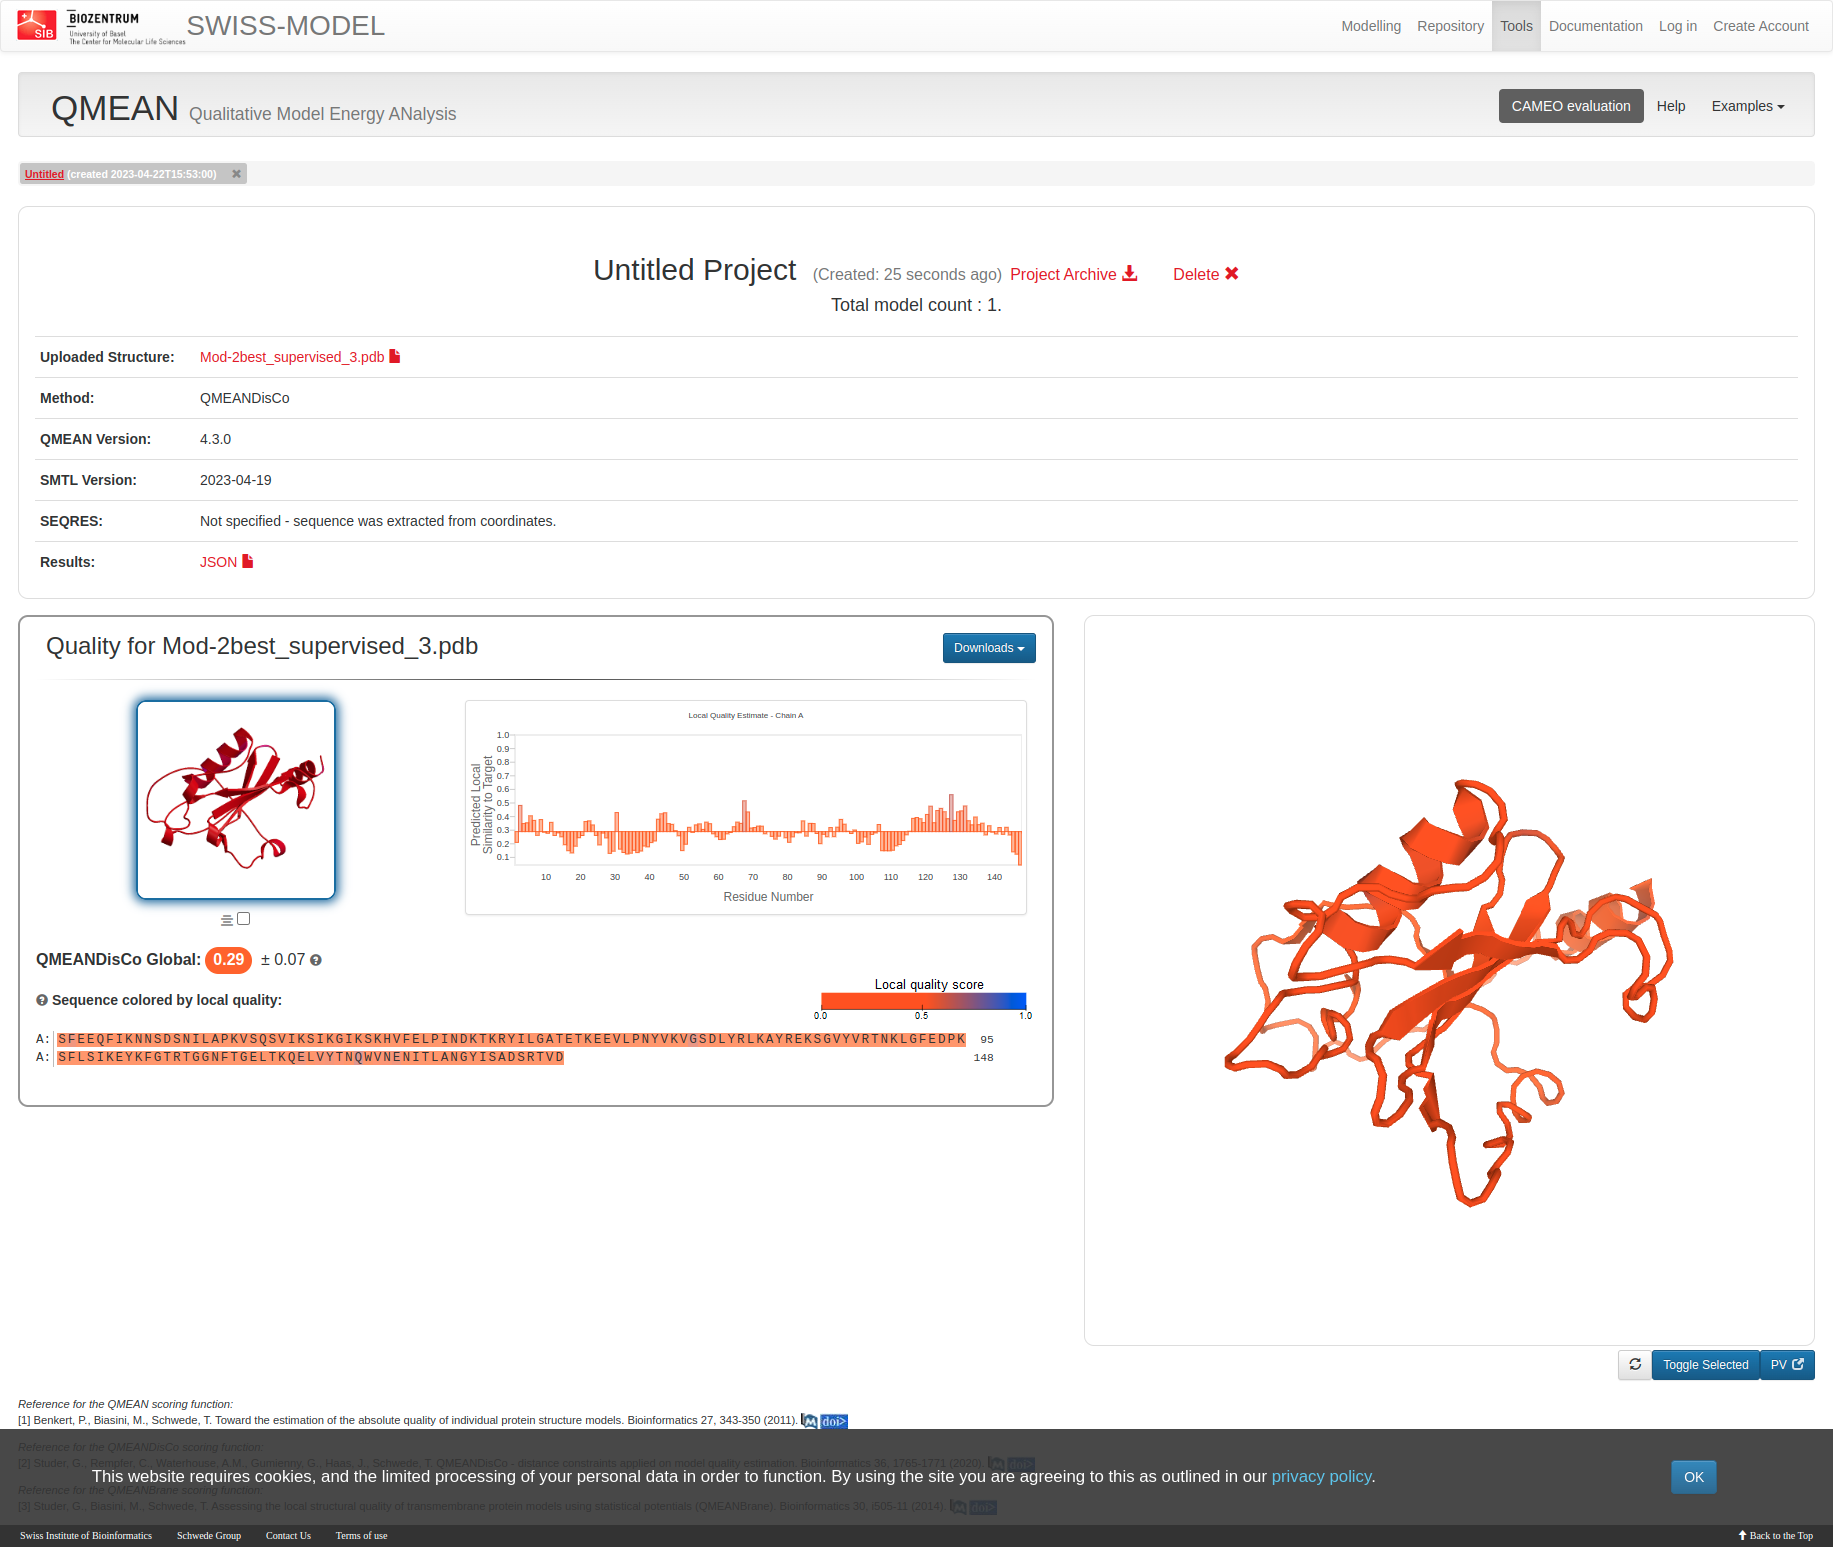 SIB
BIOZENTRUM
University of Basel
The Center for Molecular Life Sciences
SWISS-MODEL
Modelling Repository Tools Documentation Log in Create Account
QMEAN Qualitative Model Energy ANalysis
CAMEO evaluation Help Examples
Untitled (created 2023-04-22T15:53:00)
Untitled Project (Created: 25 seconds ago) Project Archive Delete
Total model count : 1.
Uploaded Structure: Mod-2best_supervised_3.pdb
Method: QMEANDisCo
QMEAN Version: 4.3.0
SMTL Version: 2023-04-19
SEQRES: Not specified - sequence was extracted from coordinates.
Results: JSON
Quality for Mod-2best_supervised_3.pdb
Downloads
Local Quality Estimate - Chain A
Predicted Local
Similarity to Target
1.0
0.9
0.8
0.7
0.6
0.5
0.4
0.3
0.2
0.1
10 20 30 40 50 60 70 80 90 100 110 120 130 140
Residue Number
QMEANDisCo Global: 0.29 ± 0.07
Sequence colored by local quality:
Local quality score
0.0 0.5 1.0
A: SFEEQFIKNNSDSNILAPKVSQSVIKSIKGIKSKHVFELPINDKTKRYILGATETKEEVLPNYVKVGSDLYRLKAYREKSGVYVRTNKLGFEDPK 95
A: SFLSIKEYKFGTRTGGNFTGELTKQELVYTNQWVNENITLANGYISADSRTVD 148
Toggle Selected PV
Reference for the QMEAN scoring function:
[1] Benkert, P., Biasini, M., Schwede, T. Toward the estimation of the absolute quality of individual protein structure models. Bioinformatics 27, 343-350 (2011). M doi>
Reference for the QMEANDisCo scoring function:
[2] Studer, G., Rempfer, C., Waterhouse, A.M., Gumienny, G., Haas, J., Schwede, T. QMEANDisCo - distance constraints applied on model quality estimation. Bioinformatics 36, 1765-1771 (2020). M doi>
This website requires cookies, and the limited processing of your personal data in order to function. By using the site you are agreeing to this as outlined in our privacy policy.
OK
Reference for the QMEANBrane scoring function:
[3] Studer, G., Biasini, M., Schwede, T. Assessing the local structural quality of transmembrane protein models using statistical potentials (QMEANBrane). Bioinformatics 30, i505-11 (2014). M doi>
Swiss Institute of Bioinformatics Schwede Group Contact Us Terms of use Back to the Top